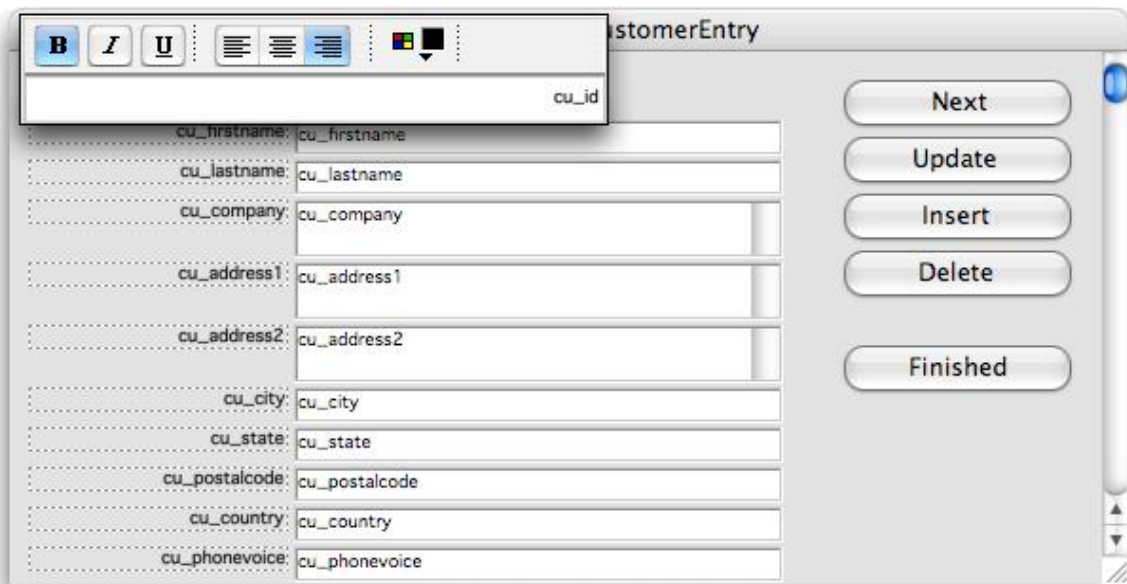 ustomerEntry
B I U
cu_id
cu_firstname: cu_firstname
cu_lastname: cu_lastname
cu_company: cu_company
cu_address1: cu_address1
cu_address2: cu_address2
cu_city: cu_city
cu_state: cu_state
cu_postalcode: cu_postalcode
cu_country: cu_country
cu_phonevoice: cu_phonevoice
Next
Update
Insert
Delete
Finished